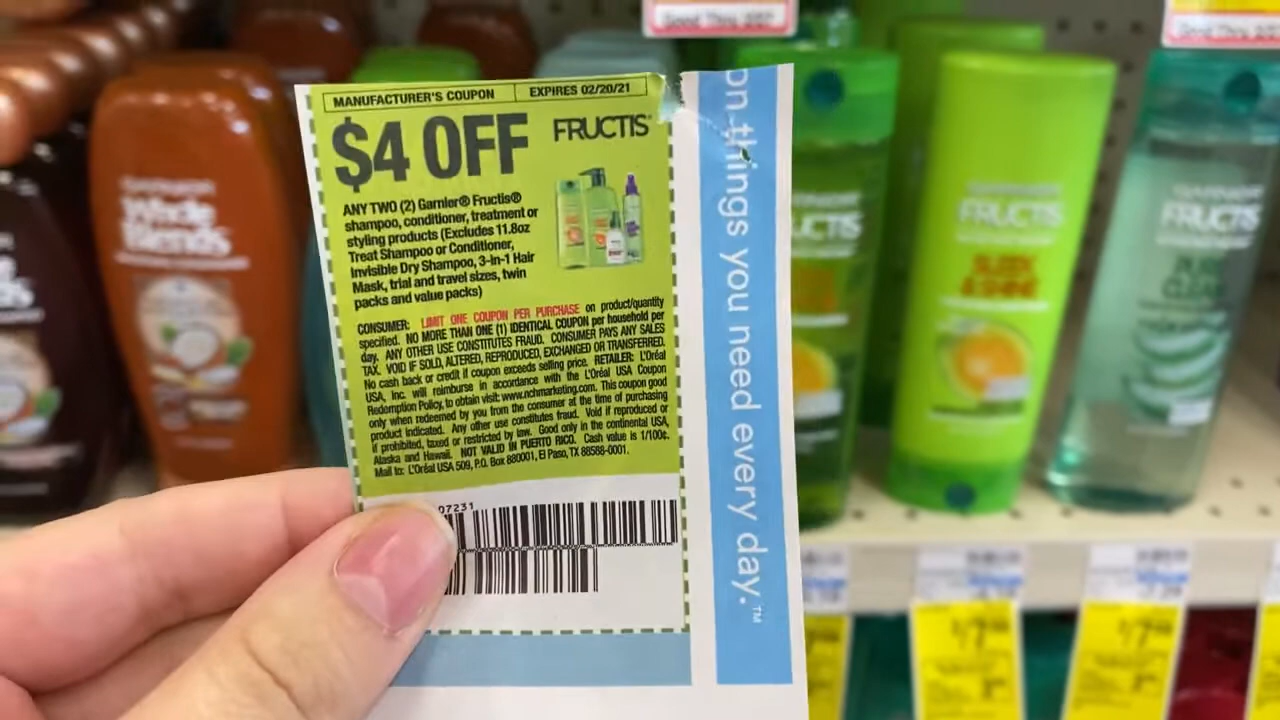 MANUFACTURER'S COUPON
EXPIRES 02/20/21
$4 OFF
FRUCTIS®
ANY TWO (2) Garnier® Fructis®
shampoo, conditioner, treatment or
styling products (Excludes 11.8oz
Treat Shampoo or Conditioner,
Invisible Dry Shampoo, 3-in-1 Hair
Mask, trial and travel sizes, twin
packs and value packs)
CONSUMER: LIMIT ONE COUPON PER PURCHASE on product/quantity
specified. NO MORE THAN ONE (1) IDENTICAL COUPON per household per
day. ANY OTHER USE CONSTITUTES FRAUD. CONSUMER PAYS ANY SALES
TAX. VOID IF SOLD, ALTERED, REPRODUCED, EXCHANGED OR TRANSFERRED.
No cash back or credit if coupon exceeds selling price. RETAILER: L'Oréal
USA, Inc. will reimburse in accordance with the L'Oréal USA Coupon
Redemption Policy, to obtain visit: www.nchmarketing.com. This coupon good
only when redeemed by you from the consumer at the time of purchasing
product indicated. Any other use constitutes fraud. Void if reproduced or
if prohibited, taxed or restricted by law. Good only in the continental USA,
Alaska and Hawaii. NOT VALID IN PUERTO RICO. Cash value is 1/100¢.
Mail to: L'Oréal USA 509, P.O. Box 880001, El Paso, TX 88588-0001.
07231
on things you need every day.™
GARNIER
Whole
Blends
GARNIER
FRUCTIS
SLEEK
& SHINE
GARNIER
FRUCTIS
PURE
CLEAN
UCTIS